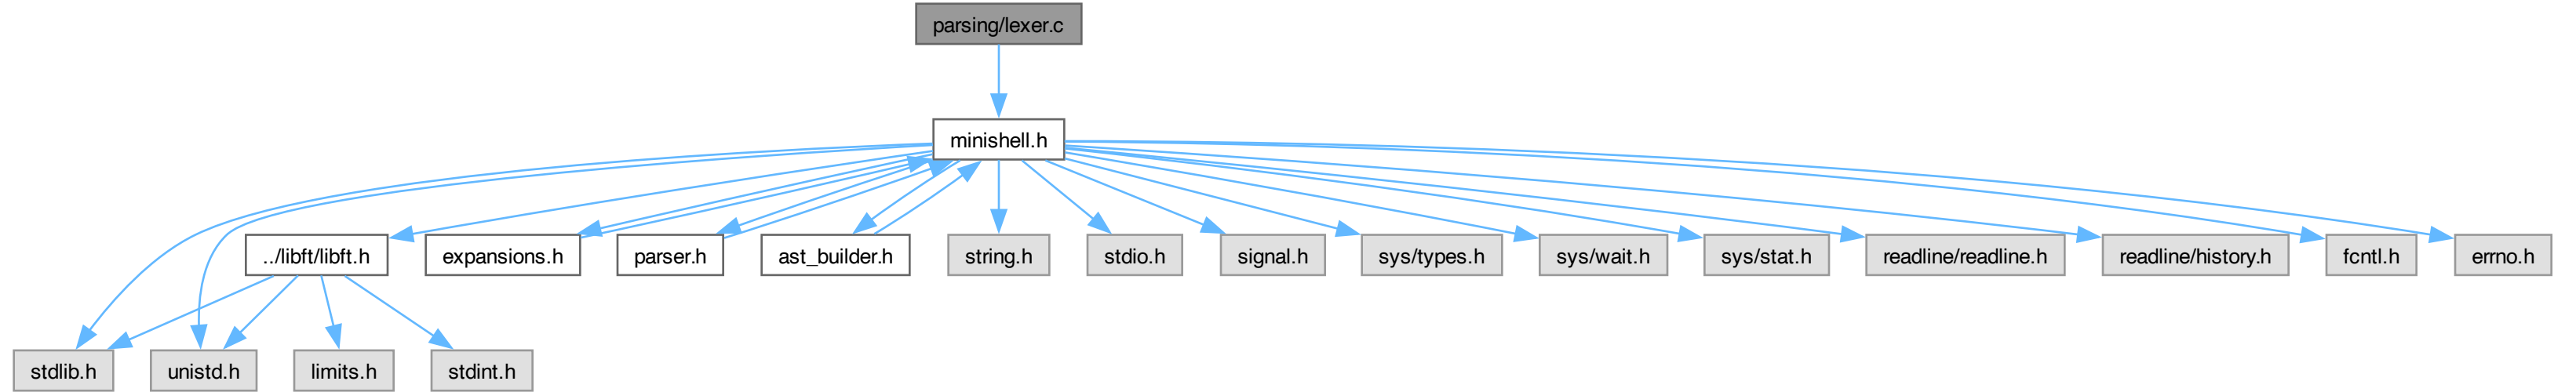 parsing/lexer.c
minishell.h
../libft/libft.h
expansions.h
parser.h
ast_builder.h
string.h
stdio.h
signal.h
sys/types.h
sys/wait.h
sys/stat.h
readline/readline.h
readline/history.h
fcntl.h
errno.h
stdlib.h
unistd.h
limits.h
stdint.h